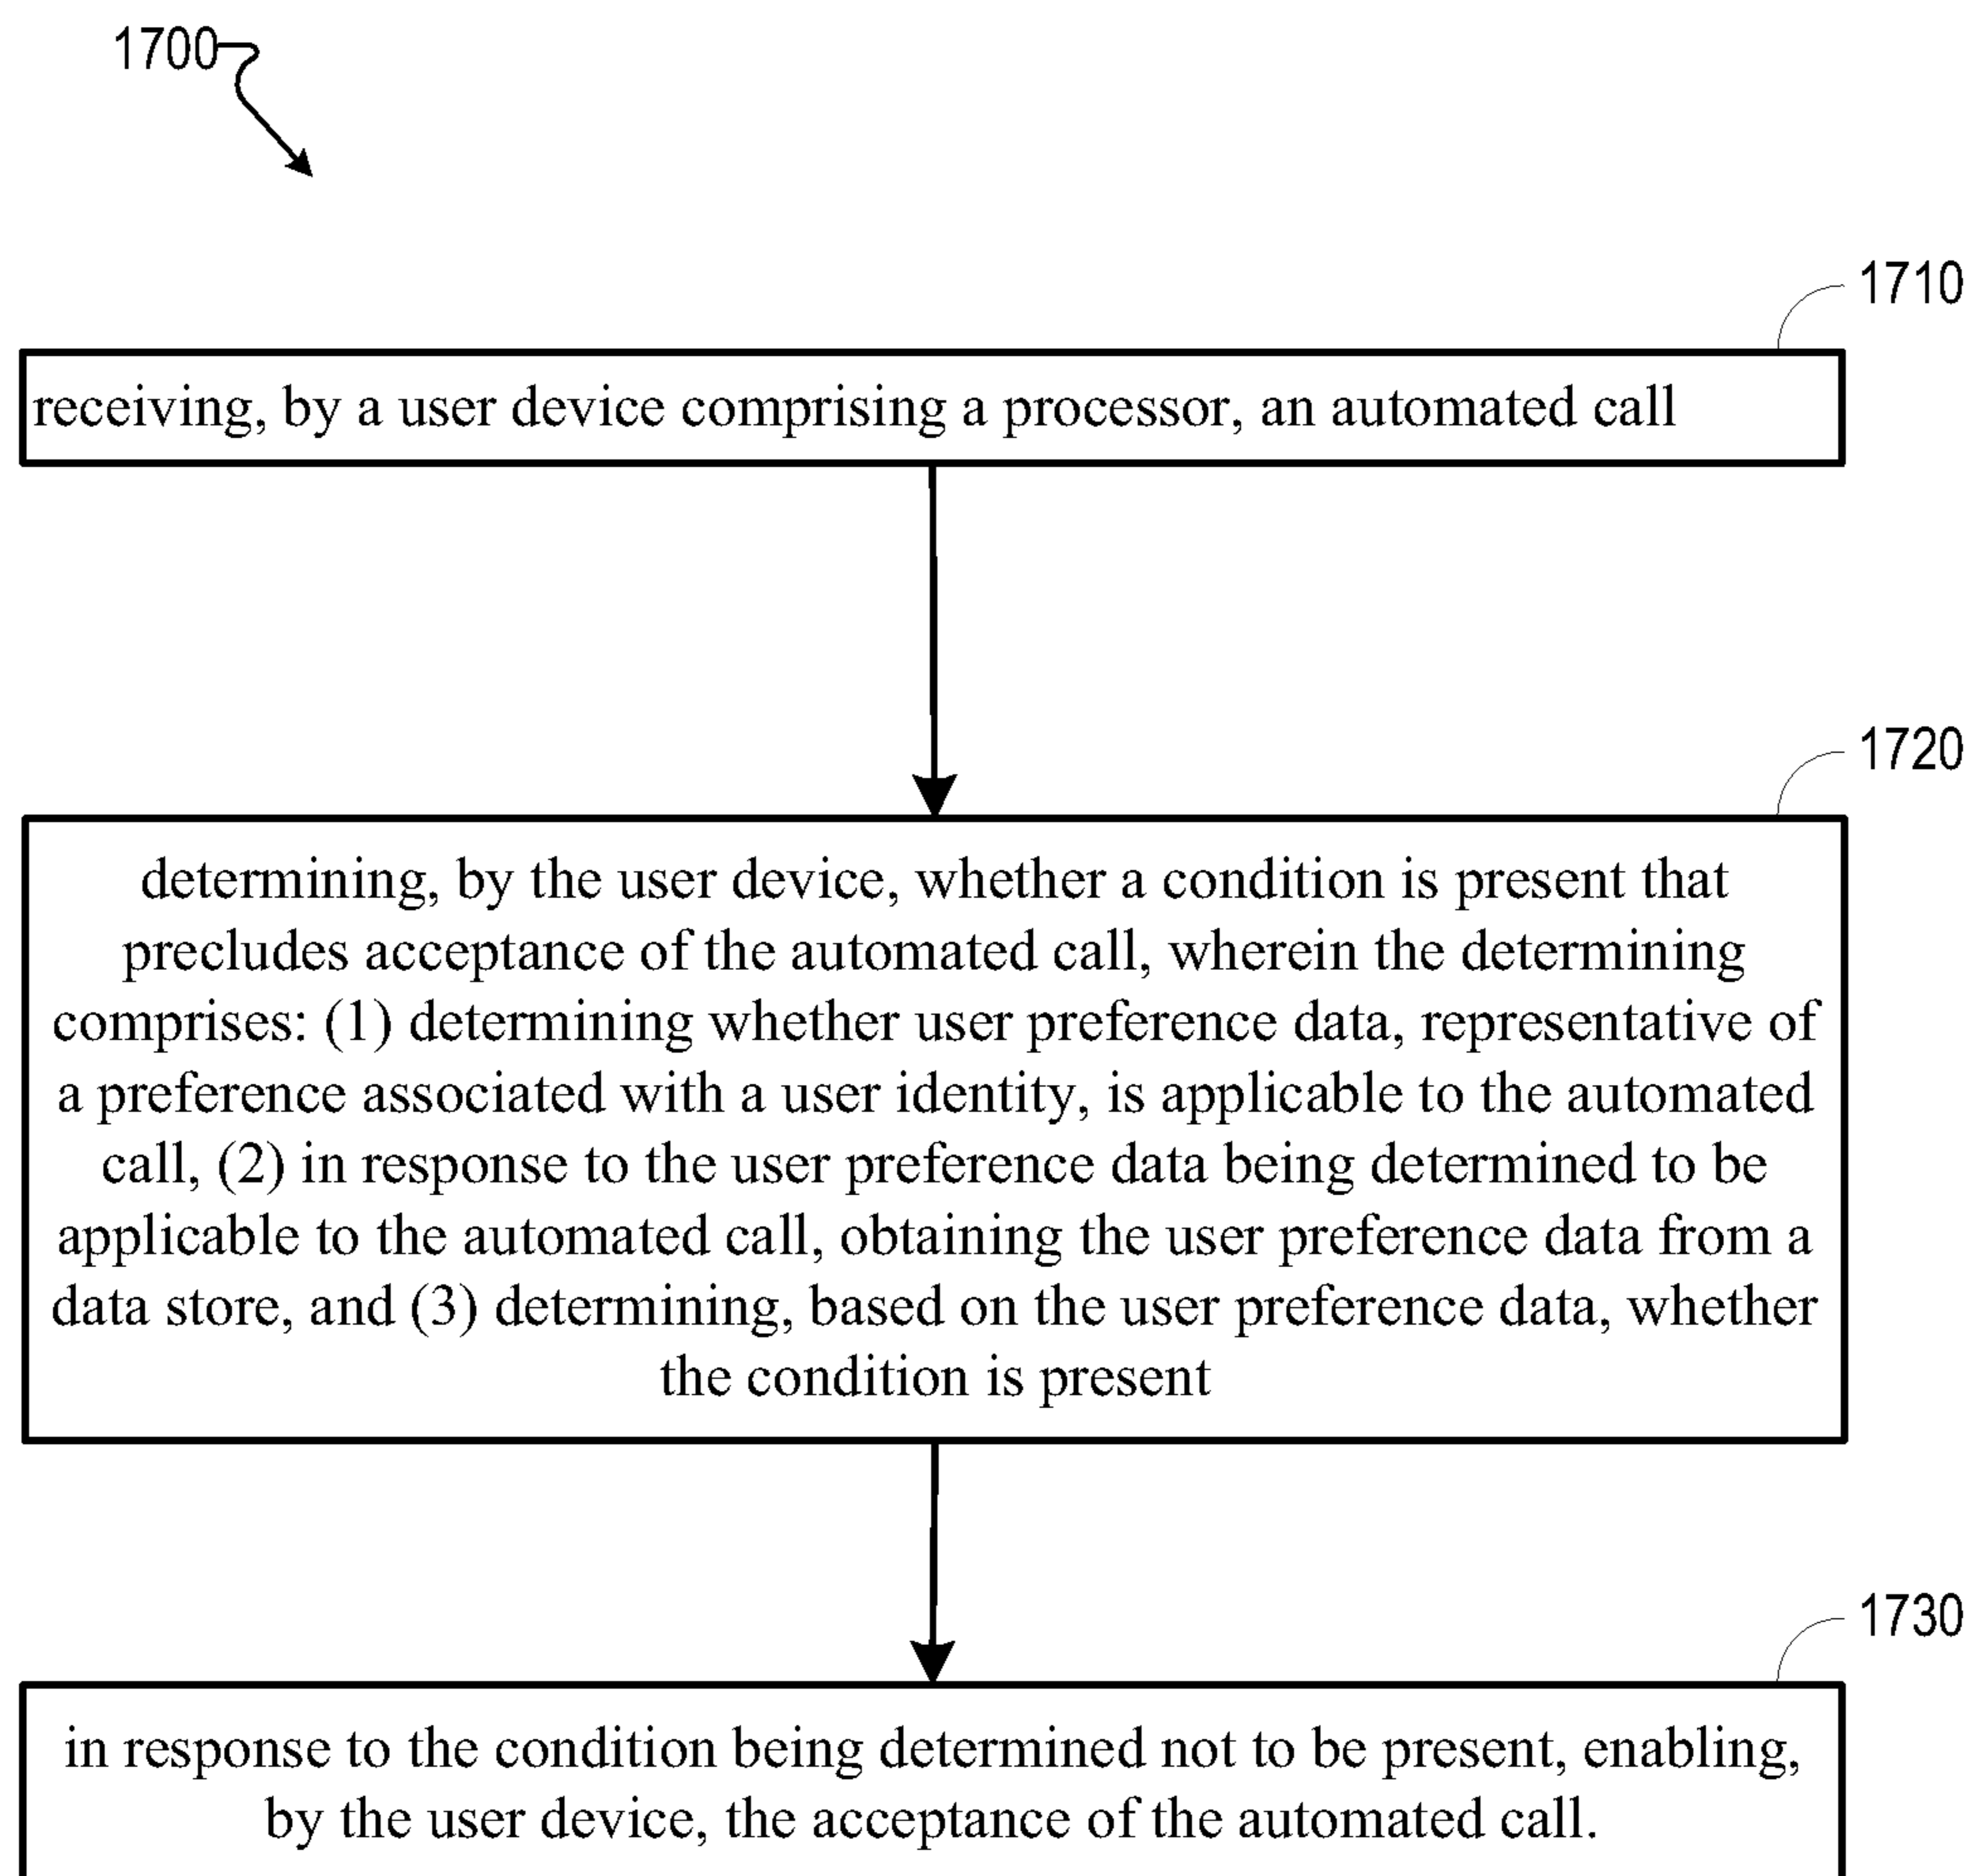 1700
1710
receiving, by a user device comprising a processor, an automated call
1720
determining, by the user device, whether a condition is present that
precludes acceptance of the automated call, wherein the determining
comprises: (1) determining whether user preference data, representative of
a preference associated with a user identity, is applicable to the automated
call, (2) in response to the user preference data being determined to be
applicable to the automated call, obtaining the user preference data from a
data store, and (3) determining, based on the user preference data, whether
the condition is present
1730
in response to the condition being determined not to be present, enabling,
by the user device, the acceptance of the automated call.